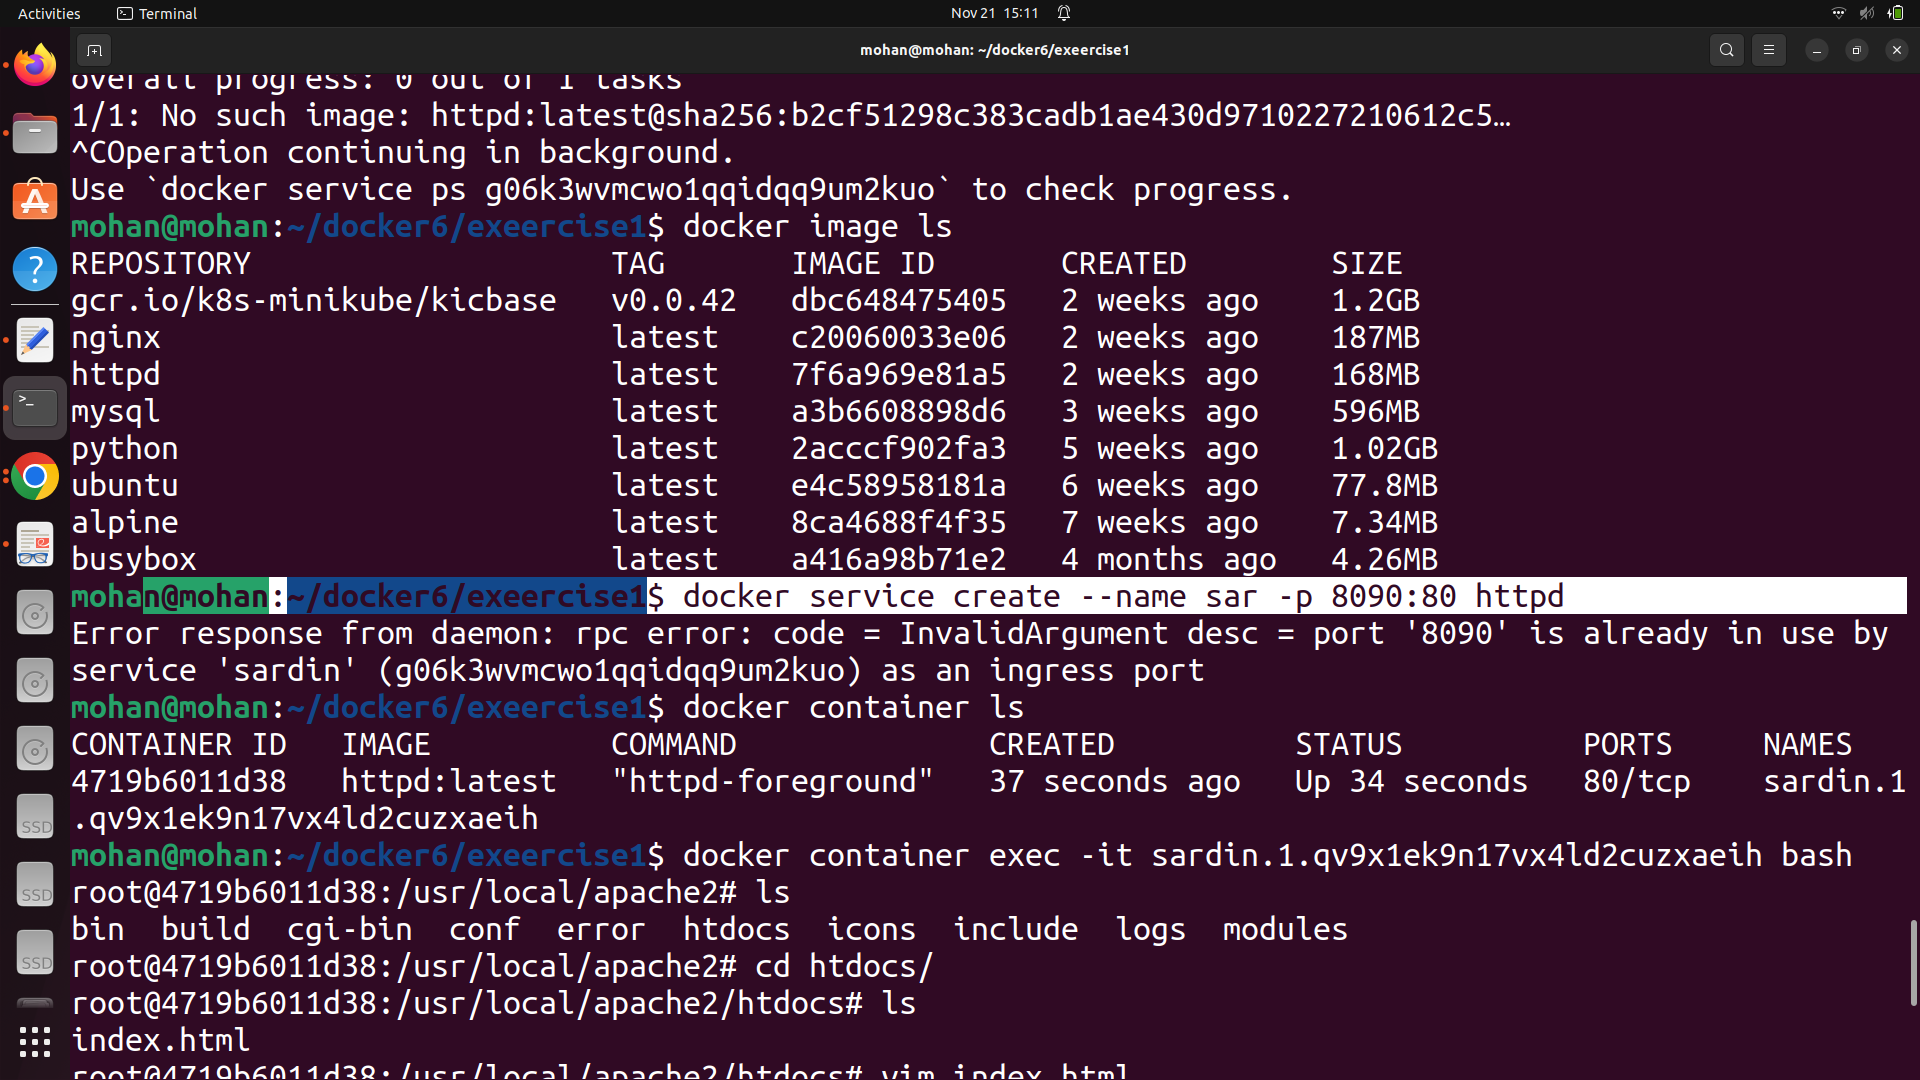 Activities Terminal Nov 21 15:11
mohan@mohan: ~/docker6/exeercise1
overall progress: 0 out of 1 tasks
1/1: No such image: httpd:latest@sha256:b2cf51298c383cadb1ae430d9710227210612c5…
^COperation continuing in background.
Use `docker service ps g06k3wvmcwo1qqidqq9um2kuo` to check progress.
mohan@mohan:~/docker6/exeercise1$ docker image ls
REPOSITORY TAG IMAGE ID CREATED SIZE
gcr.io/k8s-minikube/kicbase v0.0.42 dbc648475405 2 weeks ago 1.2GB
nginx latest c20060033e06 2 weeks ago 187MB
httpd latest 7f6a969e81a5 2 weeks ago 168MB
mysql latest a3b6608898d6 3 weeks ago 596MB
python latest 2acccf902fa3 5 weeks ago 1.02GB
ubuntu latest e4c58958181a 6 weeks ago 77.8MB
alpine latest 8ca4688f4f35 7 weeks ago 7.34MB
busybox latest a416a98b71e2 4 months ago 4.26MB
mohan@mohan:~/docker6/exeercise1$ docker service create --name sar -p 8090:80 httpd
Error response from daemon: rpc error: code = InvalidArgument desc = port '8090' is already in use by
service 'sardin' (g06k3wvmcwo1qqidqq9um2kuo) as an ingress port
mohan@mohan:~/docker6/exeercise1$ docker container ls
CONTAINER ID IMAGE COMMAND CREATED STATUS PORTS NAMES
4719b6011d38 httpd:latest "httpd-foreground" 37 seconds ago Up 34 seconds 80/tcp sardin.1
.qv9x1ek9n17vx4ld2cuzxaeih
mohan@mohan:~/docker6/exeercise1$ docker container exec -it sardin.1.qv9x1ek9n17vx4ld2cuzxaeih bash
root@4719b6011d38:/usr/local/apache2# ls
bin build cgi-bin conf error htdocs icons include logs modules
root@4719b6011d38:/usr/local/apache2# cd htdocs/
root@4719b6011d38:/usr/local/apache2/htdocs# ls
index.html
root@4719b6011d38:/usr/local/apache2/htdocs# vim index.html
SSD
SSD
SSD